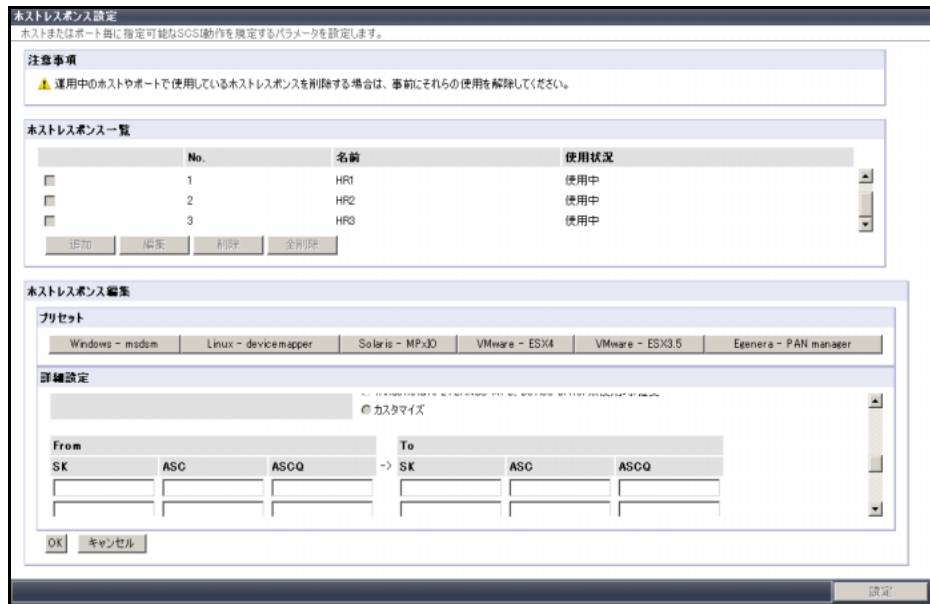 ホストレスポンス設定
ホストまたはポート毎に指定可能なSCSI動作を規定するパラメータを設定します。
注意事項
運用中のホストやポートで使用しているホストレスポンスを削除する場合は、事前にそれらの使用を解除してください。
ホストレスポンス一覧
No. 名前 使用状況
1 HR1 使用中
2 HR2 使用中
3 HR3 使用中
追加 編集 削除 全削除
ホストレスポンス編集
プリセット
Windows - msdsm Linux - devicemapper Solaris - MPxIO VMware - ESX4 VMware - ESX3.5 Egenera - PAN manager
詳細設定
カスタマイズ
From To
SK ASC ASCQ -> SK ASC ASCQ
OK キャンセル
設定